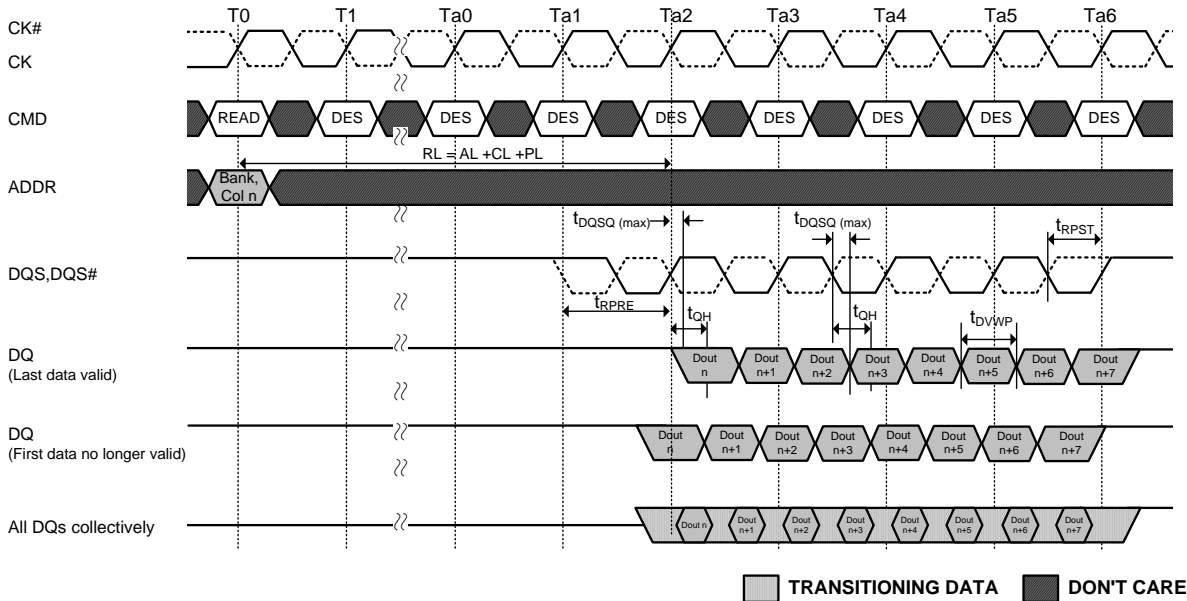 T0 T1 Ta0 Ta1 Ta2 Ta3 Ta4 Ta5 Ta6
CK#
CK
CMD READ DES DES DES DES DES DES DES DES
RL = AL +CL +PL
ADDR
Bank,
Col n
tDQSQ (max) tDQSQ (max) tRPST
DQS,DQS#
tRPRE tQH tQH tDVWP
DQ
(Last data valid)
Dout n Dout n+1 Dout n+2 Dout n+3 Dout n+4 Dout n+5 Dout n+6 Dout n+7
DQ
(First data no longer valid)
Dout n Dout n+1 Dout n+2 Dout n+3 Dout n+4 Dout n+5 Dout n+6 Dout n+7
All DQs collectively
Dout n Dout n+1 Dout n+2 Dout n+3 Dout n+4 Dout n+5 Dout n+6 Dout n+7
TRANSITIONING DATA DON'T CARE